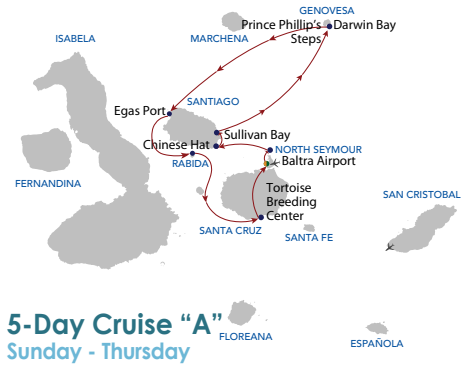 GENOVESA
Prince Phillip's
Steps
Darwin Bay
MARCHENA
ISABELA
SANTIAGO
Egas Port
Sullivan Bay
Chinese Hat
RABIDA
NORTH SEYMOUR
Baltra Airport
FERNANDINA
Tortoise
Breeding
Center
SAN CRISTOBAL
SANTA CRUZ
SANTA FE
5-Day Cruise “A”
Sunday - Thursday
FLOREANA
ESPAÑOLA